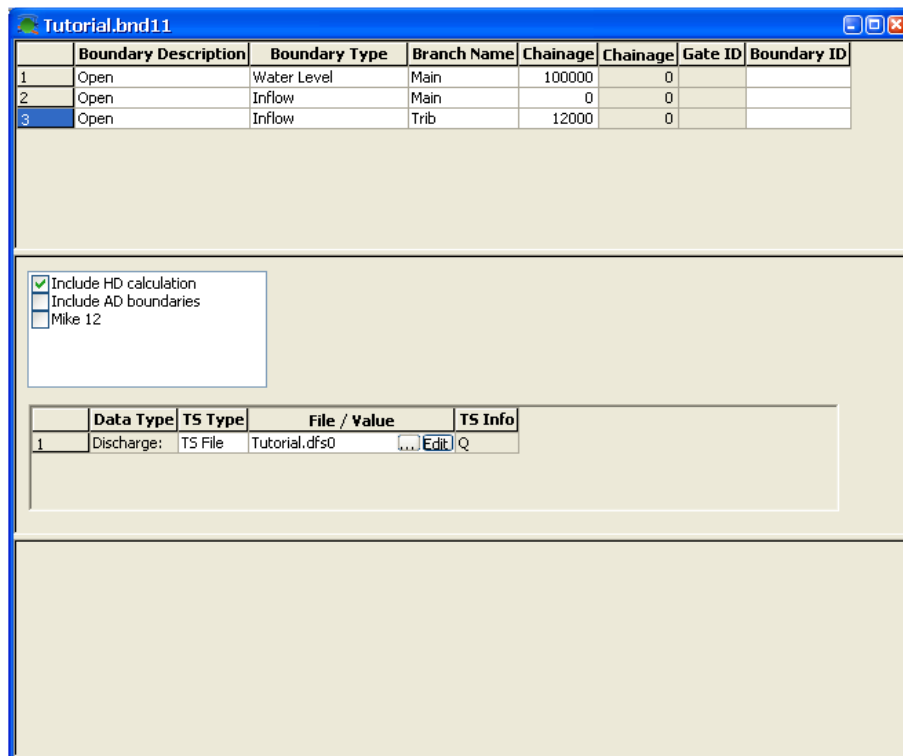 Tutorial.bnd11
Boundary Description Boundary Type Branch Name Chainage Chainage Gate ID Boundary ID
1 Open Water Level Main 100000 0
2 Open Inflow Main 0 0
3 Open Inflow Trib 12000 0
Include HD calculation
Include AD boundaries
Mike 12
Data Type TS Type File / Value TS Info
1 Discharge: TS File Tutorial.dfs0 ... Edit Q